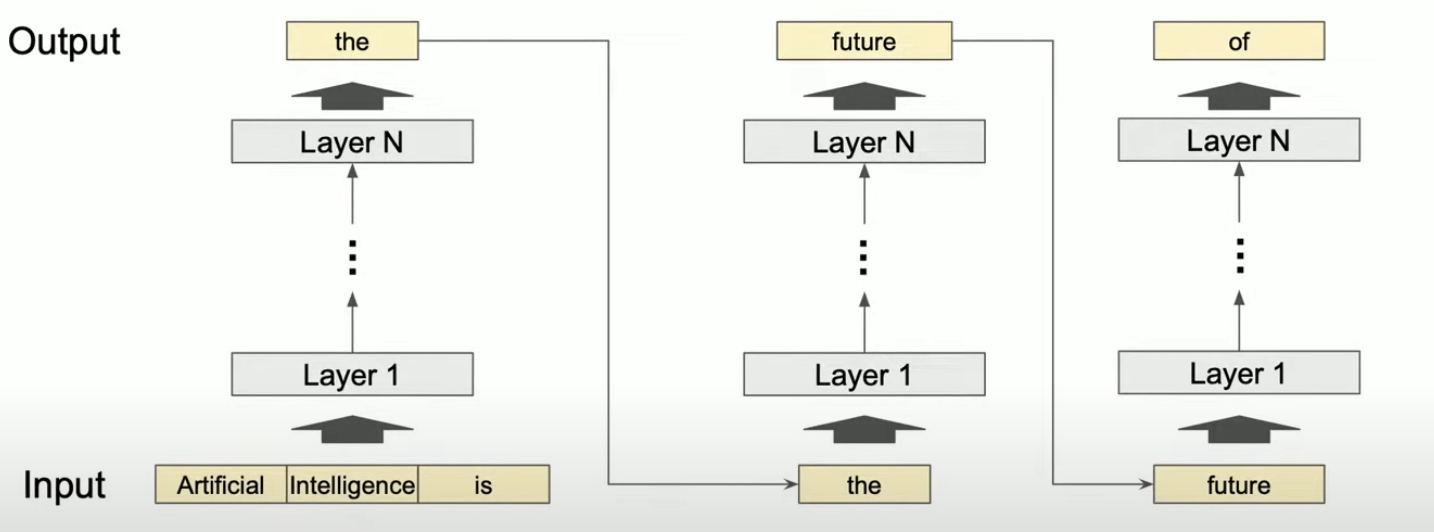 Output the future of
Layer N Layer N Layer N
Layer 1 Layer 1 Layer 1
Input Artificial Intelligence is the future